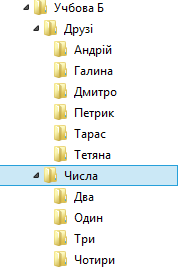 Учбова Б
Друзі
Андрій
Галина
Дмитро
Петрик
Тарас
Тетяна
Числа
Два
Один
Три
Чотири